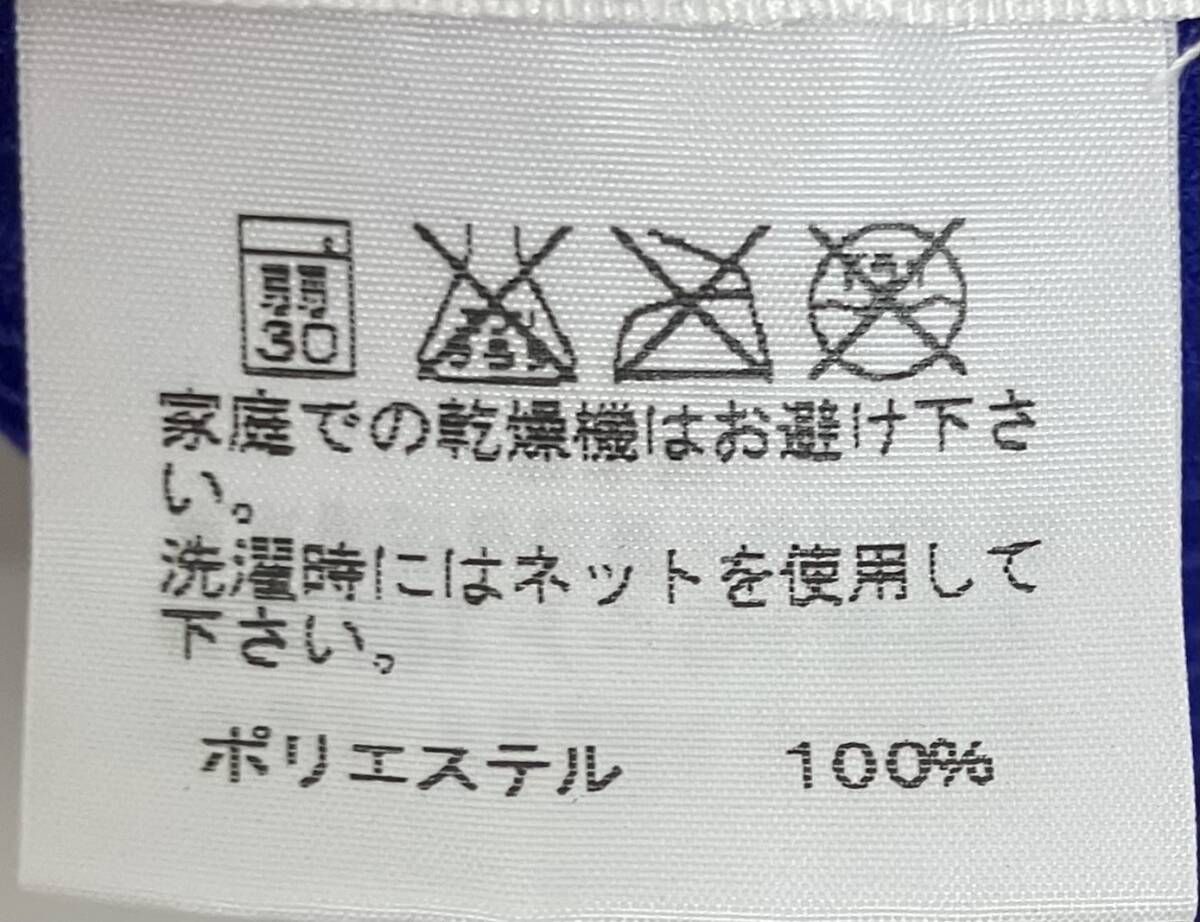 30
家庭での乾燥機はお避け下さ
い。
洗濯時にはネットを使用して
下さい。
ポリエステル 100%